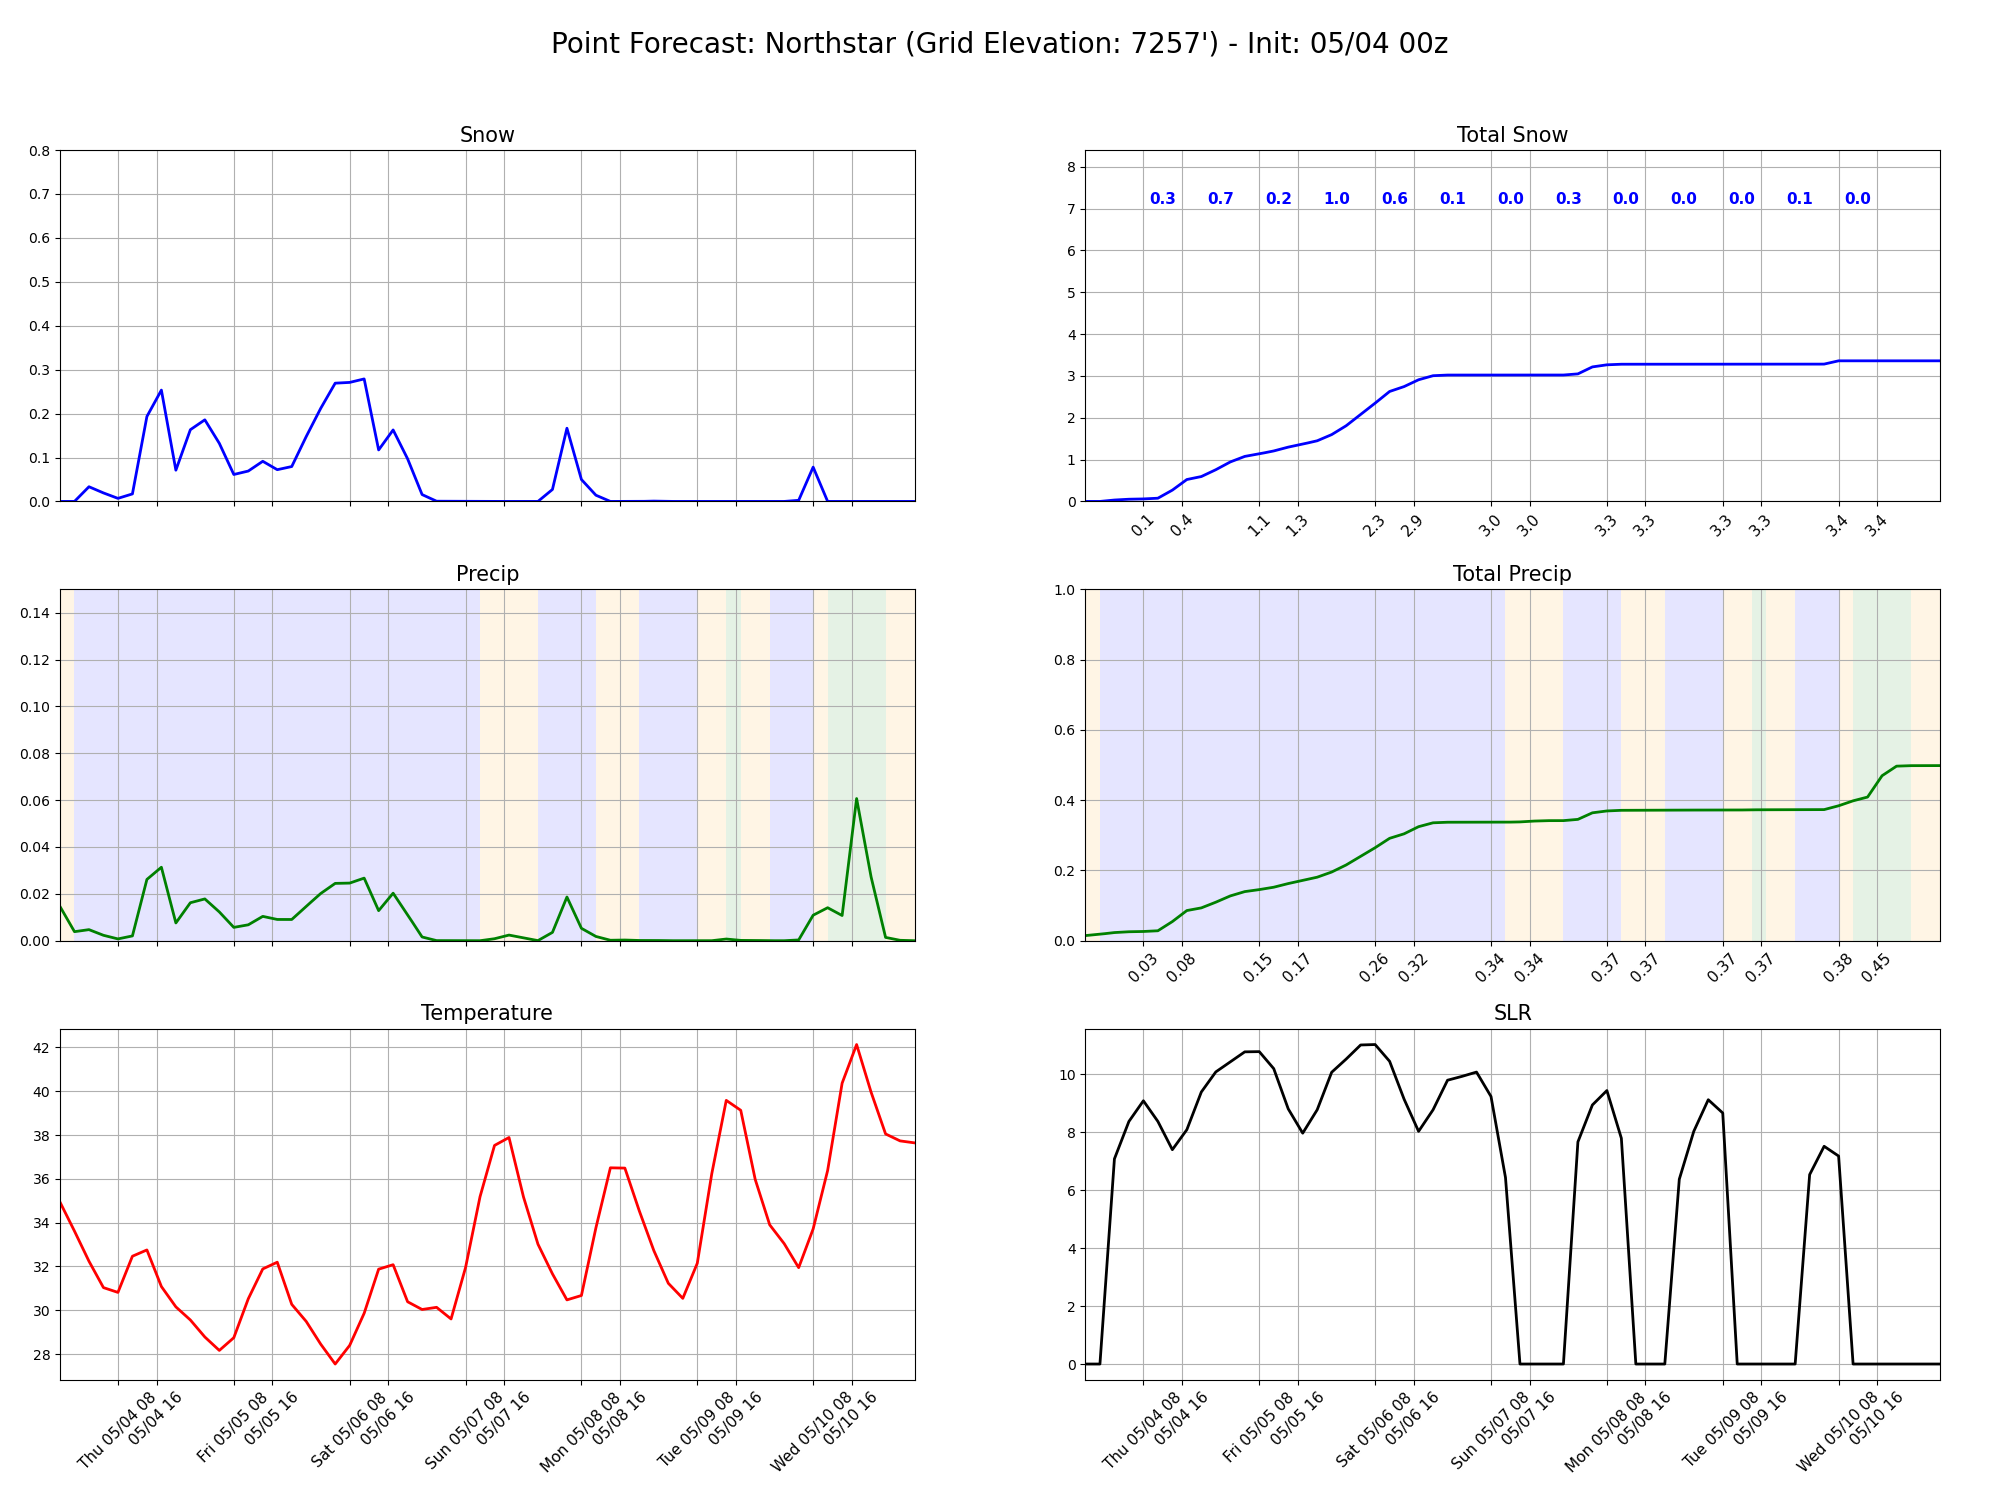 Point Forecast: Northstar (Grid Elevation: 7257') - Init: 05/04 00z
Snow
0.8
0.7
0.6
0.5
0.4
0.3
0.2
0.1
0.0
Total Snow
8
7
6
5
4
3
2
1
0
0.3 0.7 0.2 1.0 0.6 0.1 0.0 0.3 0.0 0.0 0.0 0.1 0.0
0.1 0.4 1.1 1.3 2.3 2.9 3.0 3.0 3.3 3.3 3.3 3.3 3.4 3.4
Precip
0.14
0.12
0.10
0.08
0.06
0.04
0.02
0.00
Total Precip
1.0
0.8
0.6
0.4
0.2
0.0
0.03 0.08 0.15 0.17 0.26 0.32 0.34 0.34 0.37 0.37 0.37 0.37 0.38 0.45
Temperature
42
40
38
36
34
32
30
28
Thu 05/04 08
05/04 16
Fri 05/05 08
05/05 16
Sat 05/06 08
05/06 16
Sun 05/07 08
05/07 16
Mon 05/08 08
05/08 16
Tue 05/09 08
05/09 16
Wed 05/10 08
05/10 16
SLR
10
8
6
4
2
0
Thu 05/04 08
05/04 16
Fri 05/05 08
05/05 16
Sat 05/06 08
05/06 16
Sun 05/07 08
05/07 16
Mon 05/08 08
05/08 16
Tue 05/09 08
05/09 16
Wed 05/10 08
05/10 16